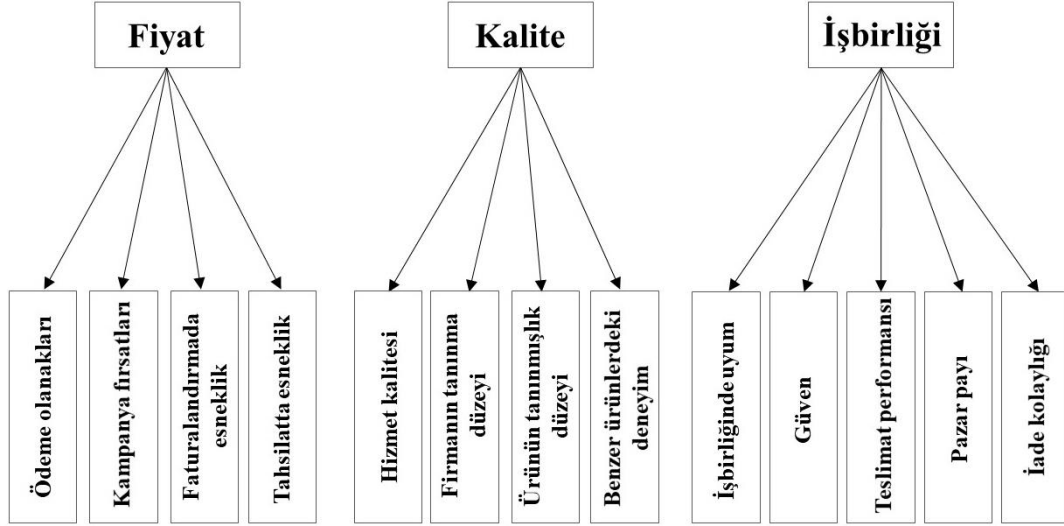 Fiyat
Kalite
İşbirliği
Ödeme olanakları
Kampanya fırsatları
Faturalandırmada
esneklik
Tahsilatta esneklik
Hizmet kalitesi
Firmanın tanınma
düzeyi
Ürünün tanınmışlık
düzeyi
Benzer ürünlerdeki
deneyim
İşbirliğinde uyum
Güven
Teslimat performansı
Pazar payı
İade kolaylığı